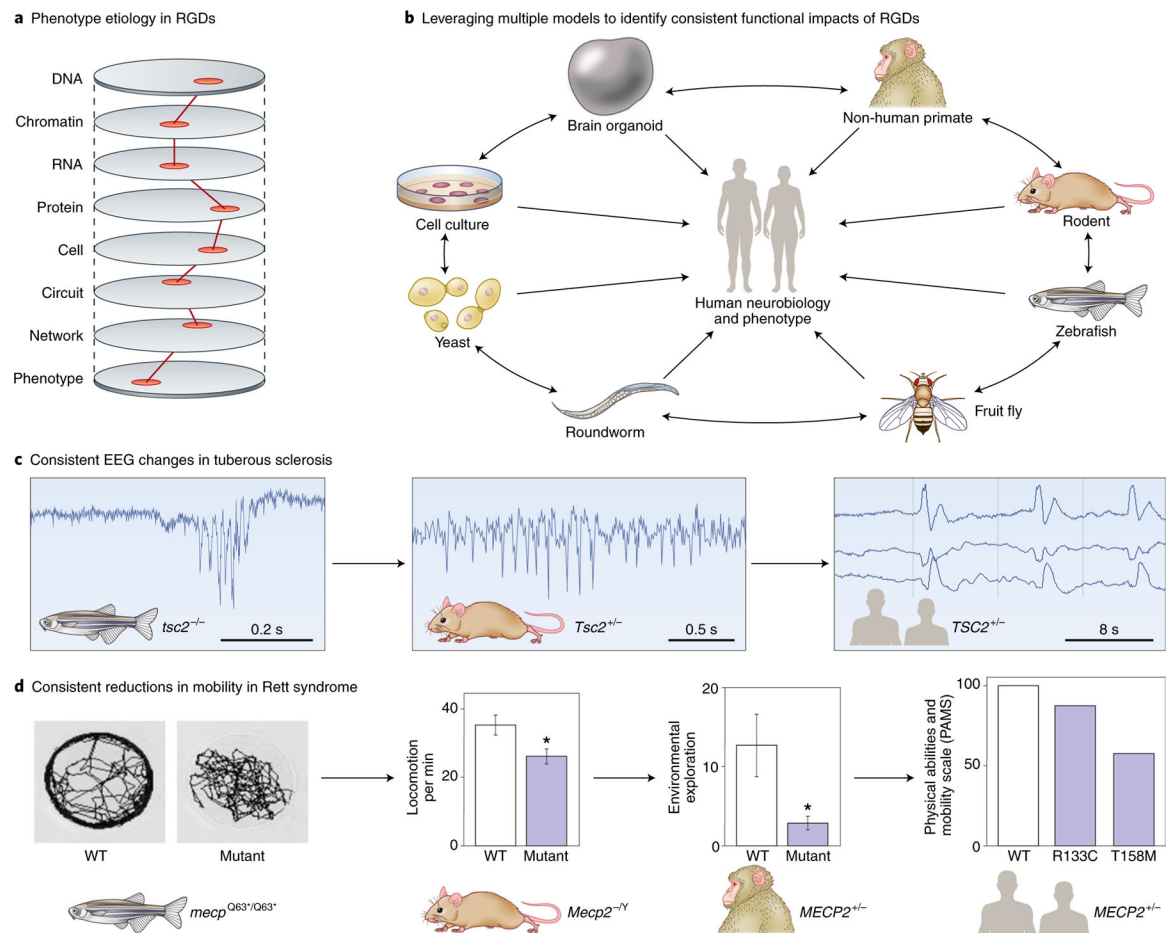 a Phenotype etiology in RGDs
DNA
Chromatin
RNA
Protein
Cell
Circuit
Network
Phenotype
b Leveraging multiple models to identify consistent functional impacts of RGDs
Brain organoid
Non-human primate
Cell culture
Rodent
Human neurobiology
and phenotype
Yeast
Zebrafish
Roundworm
Fruit fly
c Consistent EEG changes in tuberous sclerosis
tsc2−/−
0.2 s
Tsc2+/−
0.5 s
TSC2+/−
8 s
d Consistent reductions in mobility in Rett syndrome
WT
Mutant
mecpQ63*/Q63*
Locomotion
per min
40
20
0
*
WT
Mutant
Mecp2−/Y
Environmental
exploration
20
10
0
*
WT
Mutant
MECP2+/−
Physical abilities and
mobility scale (PAMS)
100
50
0
WT
R133C
T158M
MECP2+/−